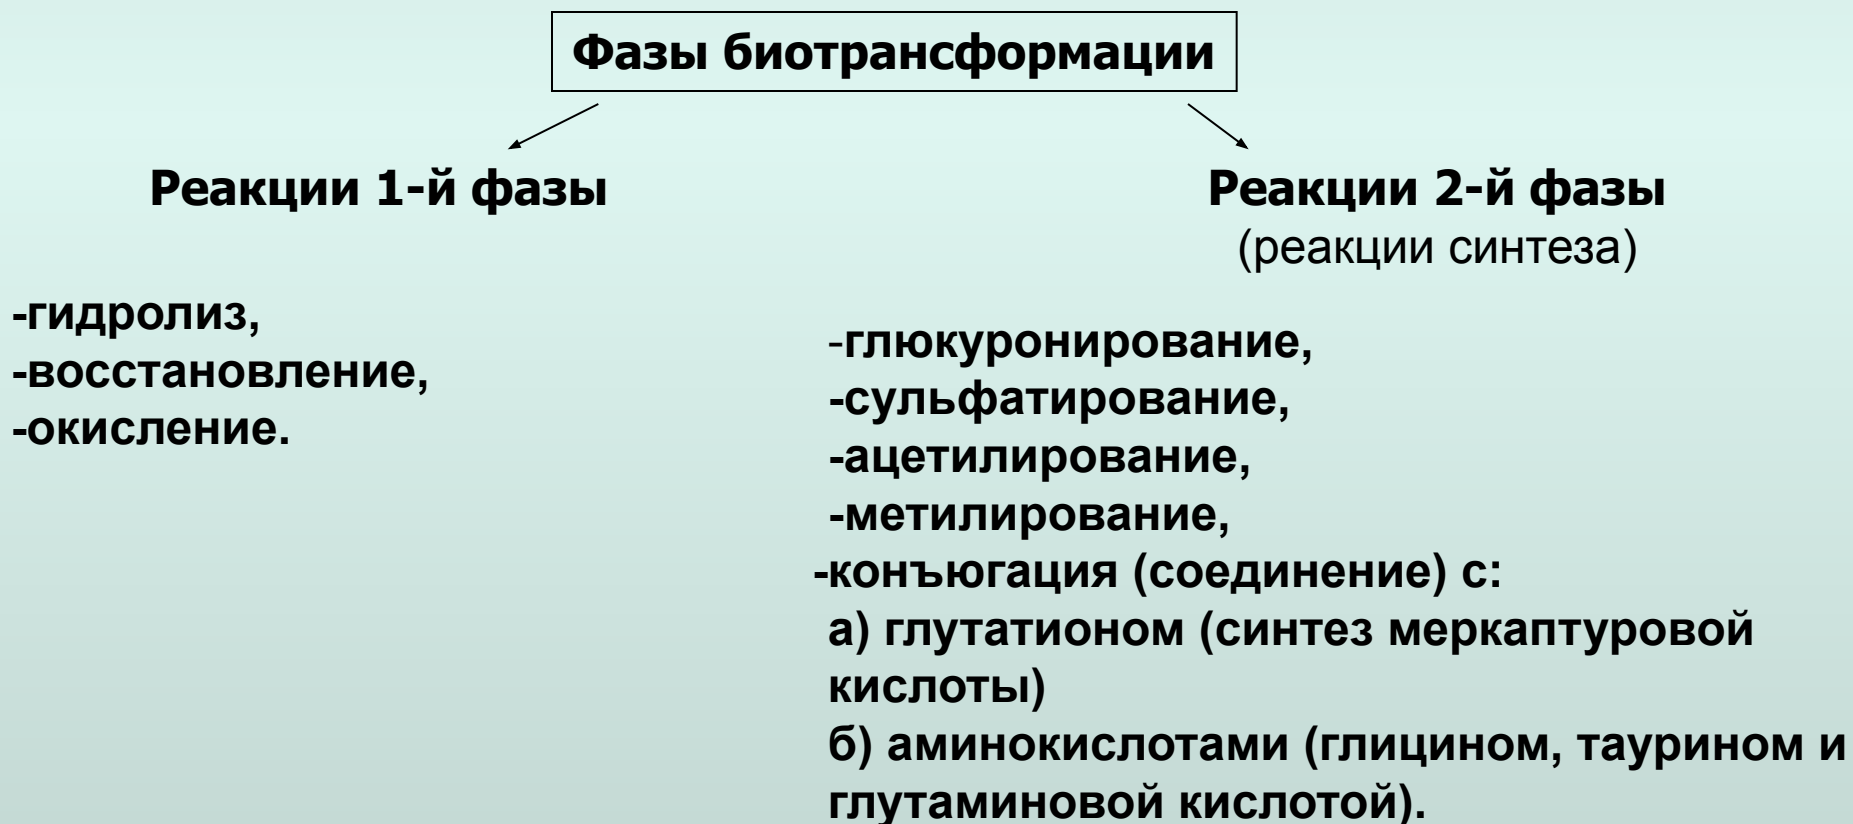 Фазы биотрансформации
Реакции 1-й фазы
-гидролиз,
-восстановление,
-окисление.
Реакции 2-й фазы
(реакции синтеза)
-глюкуронирование,
-сульфатирование,
-ацетилирование,
-метилирование,
-конъюгация (соединение) с:
а) глутатионом (синтез меркаптуровой
кислоты)
б) аминокислотами (глицином, таурином и
глутаминовой кислотой).